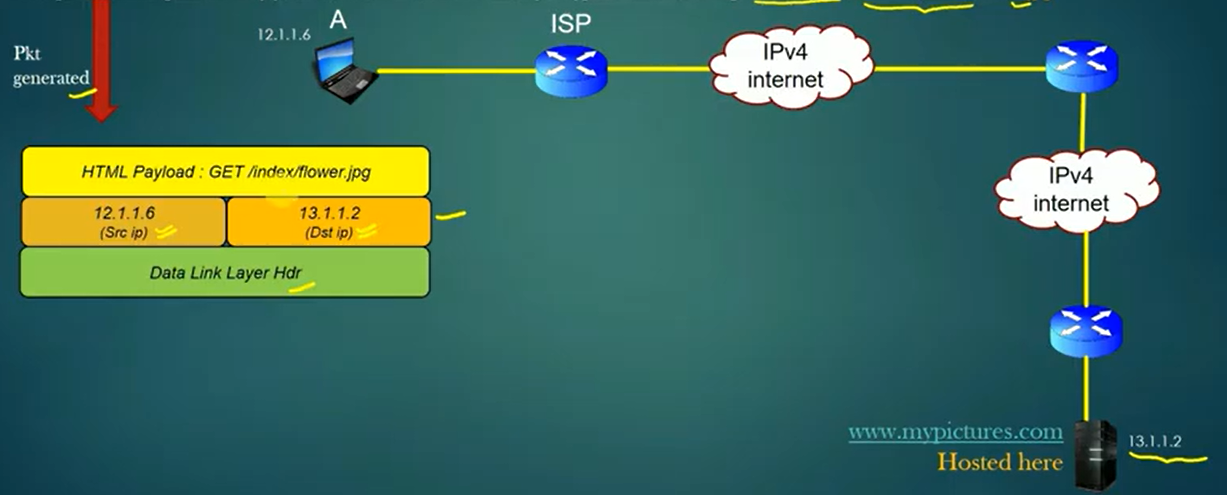 A
ISP
12.1.1.6
Pkt
generated
IPv4
internet
HTML Payload : GET /index/flower.jpg
12.1.1.6
(Src ip)
13.1.1.2
(Dst ip)
Data Link Layer Hdr
IPv4
internet
www.mypictures.com
Hosted here
13.1.1.2